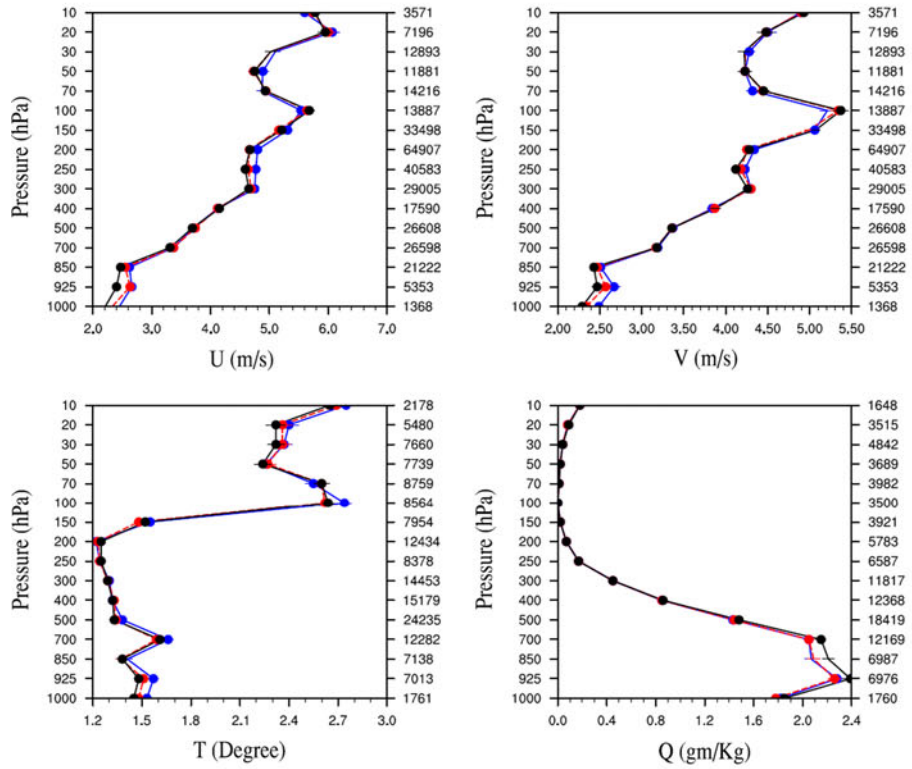 10 3571 10 3571
20 7196 20 7196
30 12893 30 12893
50 11881 50 11881
70 14216 70 14216
100 13887 100 13887
150 33498 150 33498
200 64907 200 64907
250 40583 250 40583
300 29005 300 29005
400 17590 400 17590
500 26608 500 26608
700 26598 700 26598
850 21222 850 21222
925 5353 925 5353
1000 1368 1000 1368
Pressure (hPa) Pressure (hPa)
2.0 3.0 4.0 5.0 6.0 7.0 2.00 2.50 3.00 3.50 4.00 4.50 5.00 5.50
U (m/s) V (m/s)
10 2178 10 1648
20 5480 20 3515
30 7660 30 4842
50 7739 50 3689
70 8759 70 3982
100 8564 100 3500
150 7954 150 3921
200 12434 200 5783
250 8378 250 6587
300 14453 300 11817
400 15179 400 12368
500 24235 500 18419
700 12282 700 12169
850 7138 850 6987
925 7013 925 6976
1000 1761 1000 1760
Pressure (hPa) Pressure (hPa)
1.2 1.5 1.8 2.1 2.4 2.7 3.0 0.0 0.4 0.8 1.2 1.6 2.0 2.4
T (Degree) Q (gm/Kg)